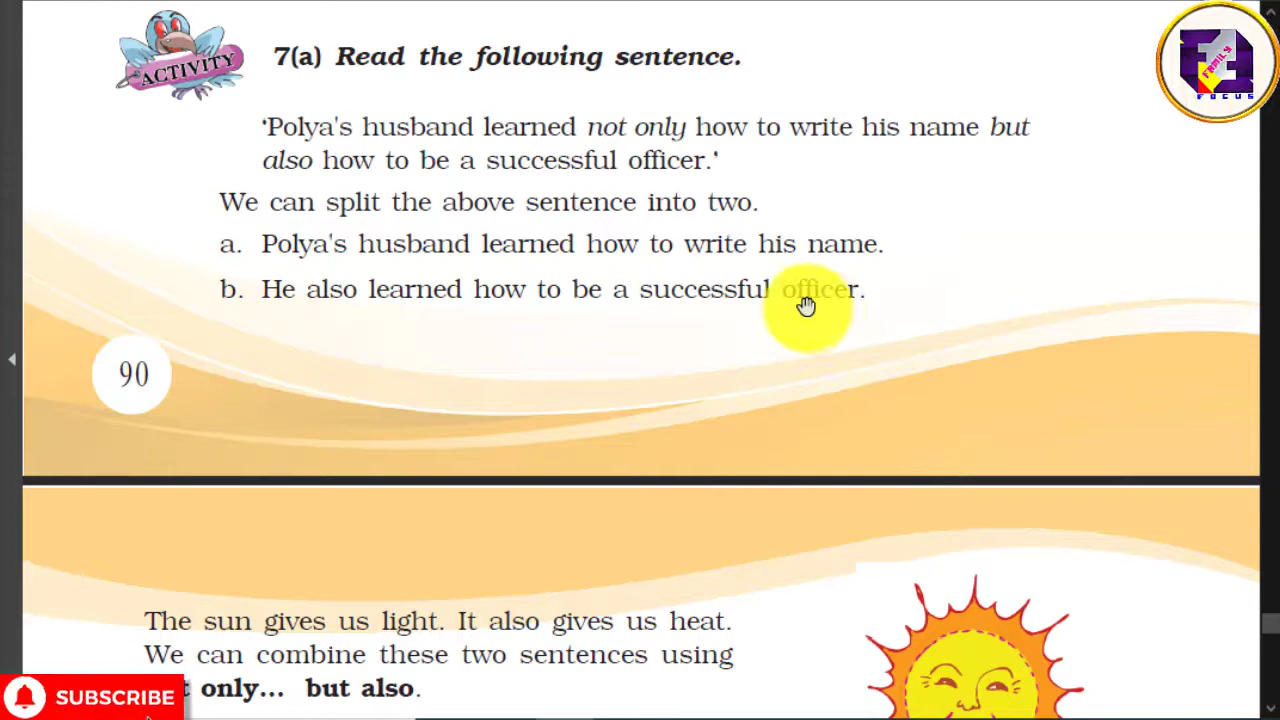 ACTIVITY
7(a) Read the following sentence.
'Polya's husband learned not only how to write his name but
also how to be a successful officer.'
We can split the above sentence into two.
a. Polya's husband learned how to write his name.
b. He also learned how to be a successful officer.
90
The sun gives us light. It also gives us heat.
We can combine these two sentences using
only... but also.
SUBSCRIBE
FAMILY
FOCUS